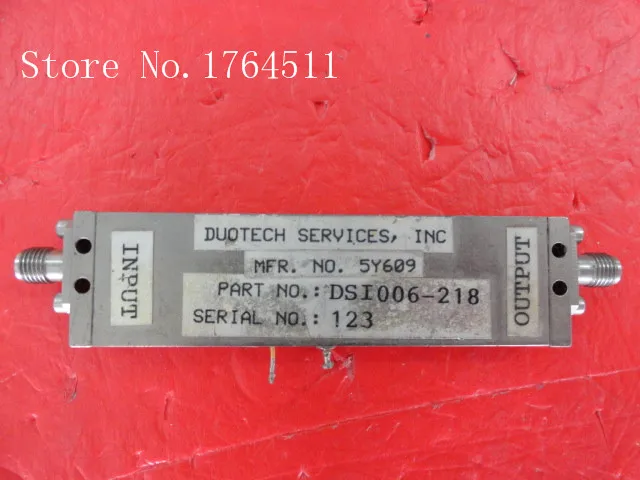 Store No.1764511
DUOTECH SERVICES, INC
MFR. NO. 5Y609
PART NO.: DSI006-218
SERIAL NO.: 123
INPUT
OUTPUT